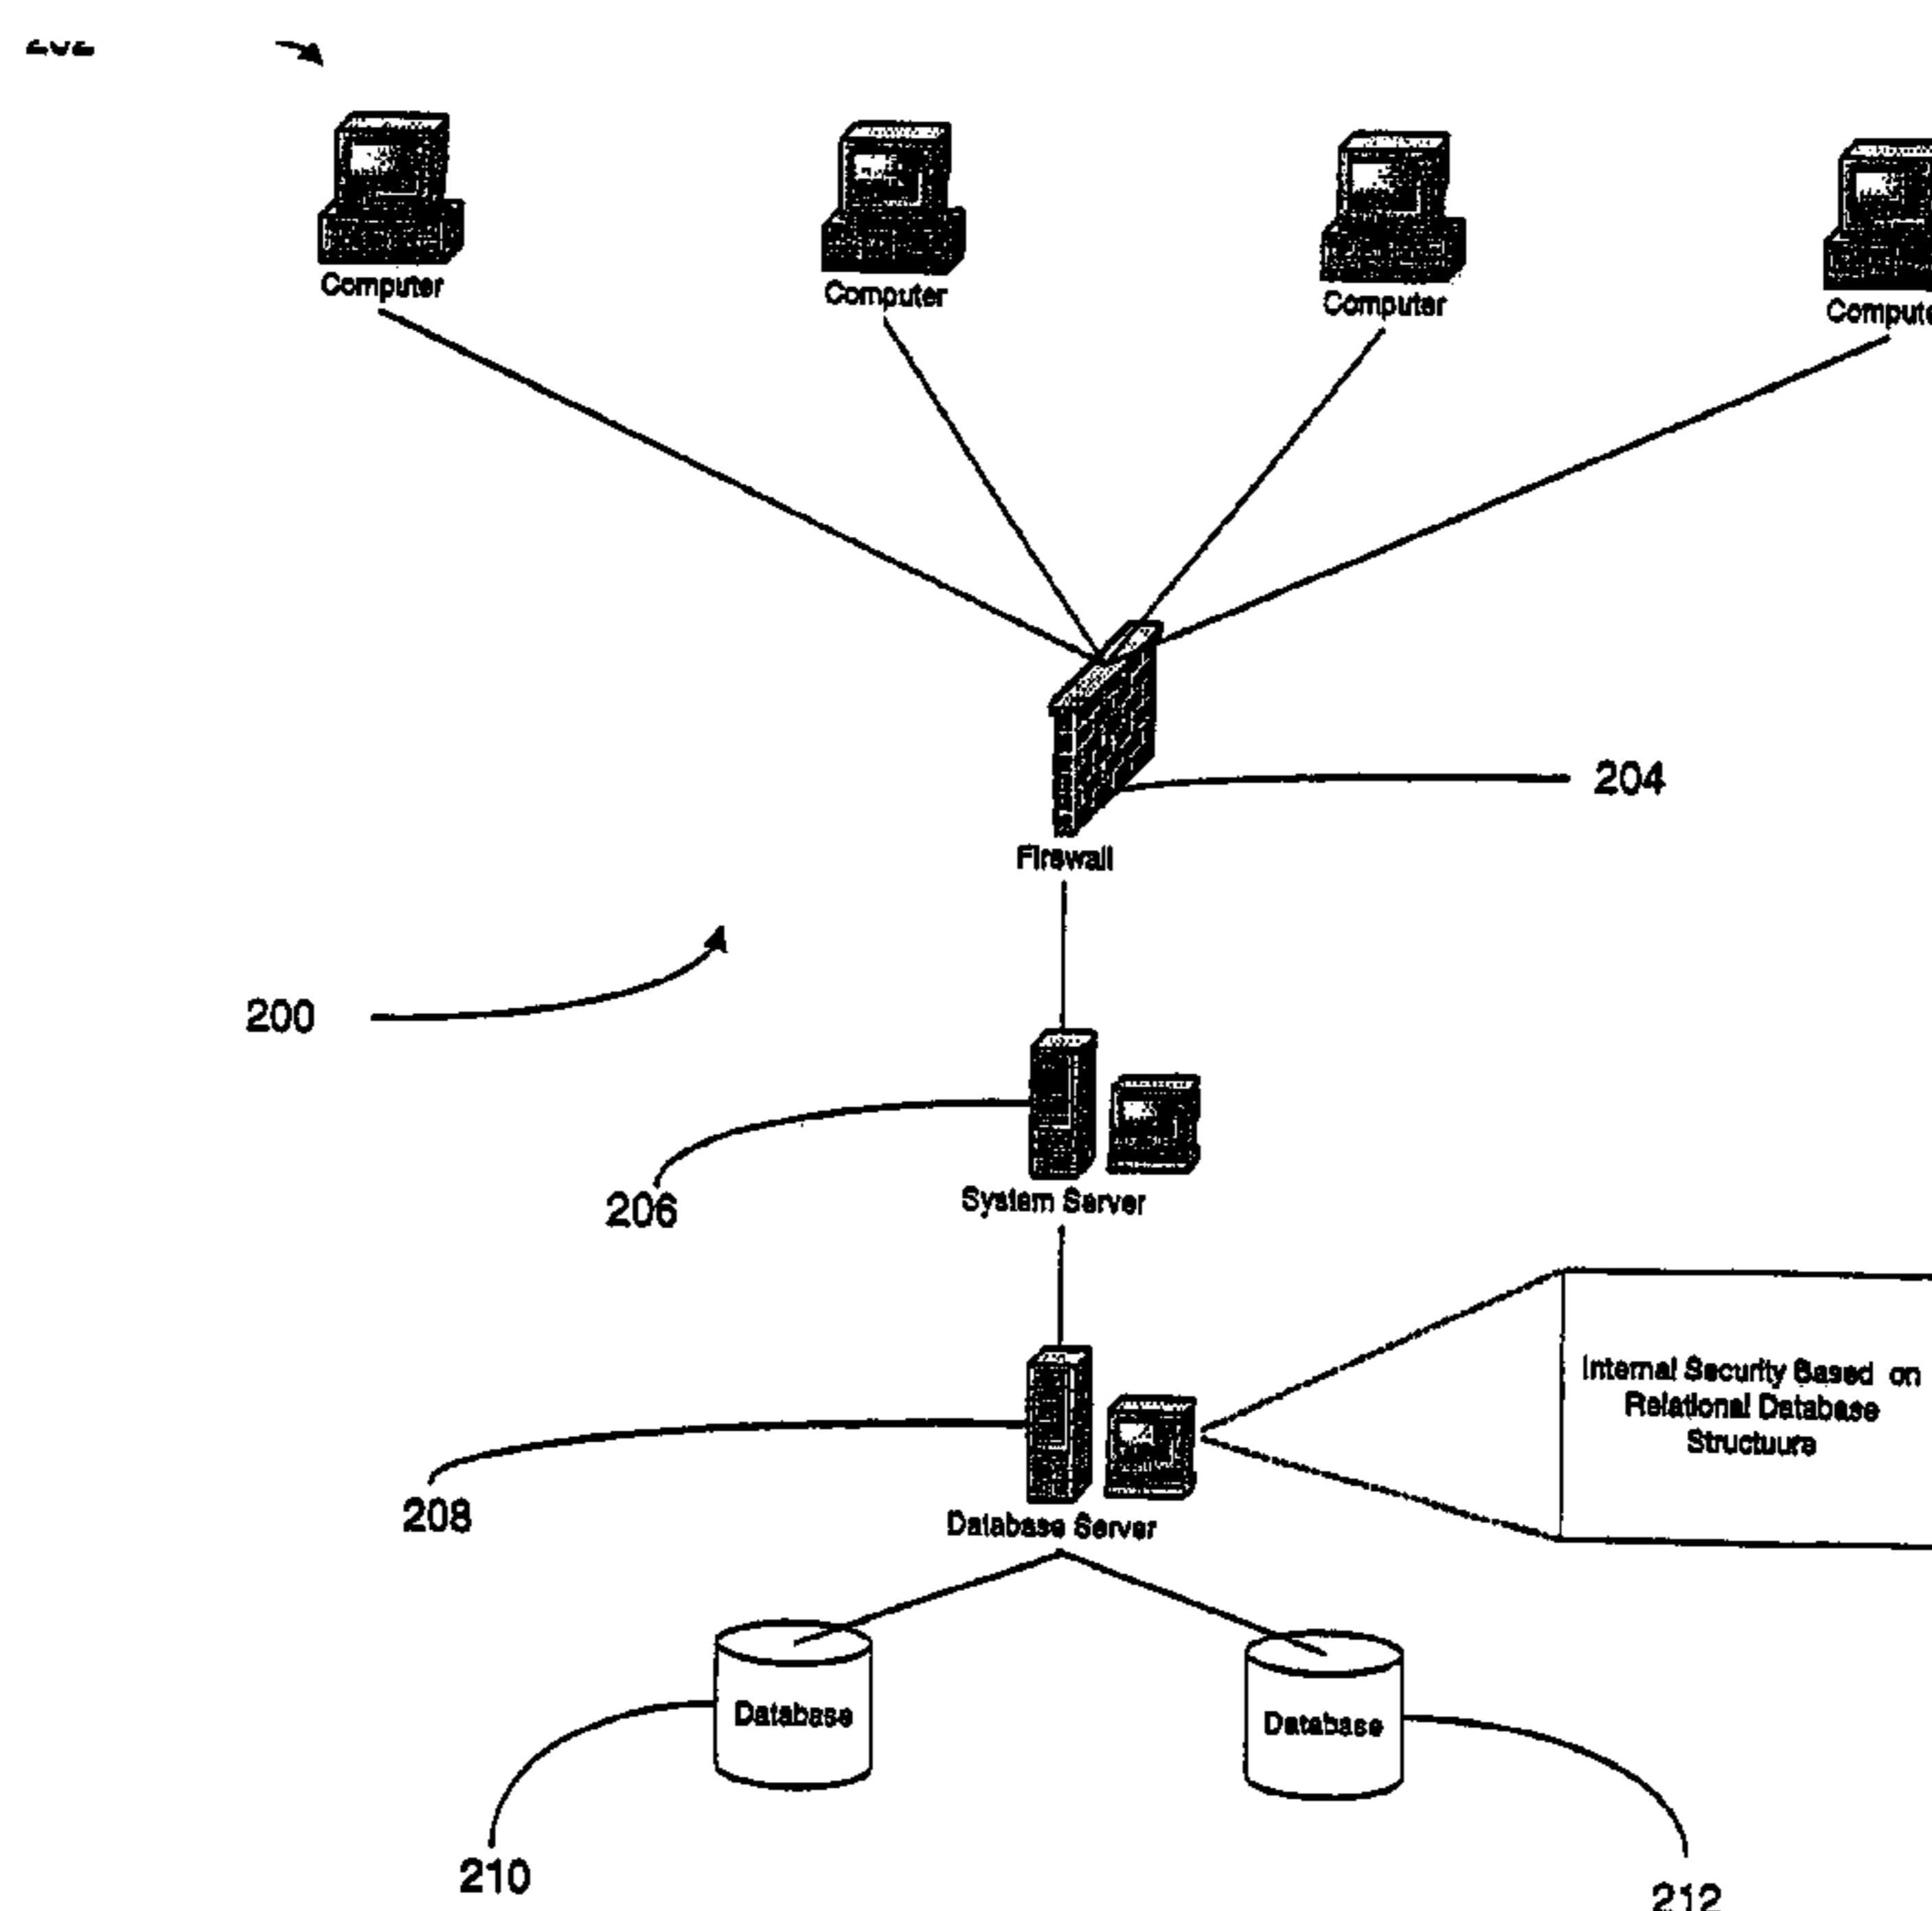 Computer
Computer
Computer
204
Firewall
200
206
System Server
Internal Security Based on
Relational Database
Structuure
208
Database Server
Database
Database
210
212